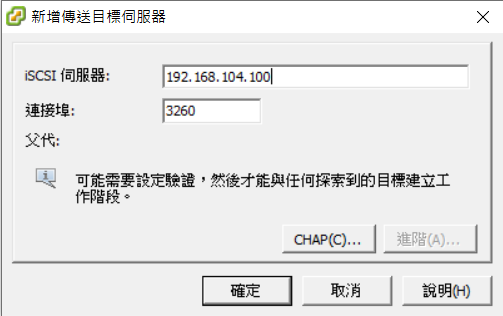 新增傳送目標伺服器
iSCSI 伺服器:
192.168.104.100
連接埠:
3260
父代:
可能需要設定驗證，然後才能與任何探索到的目標建立工
作階段。
CHAP(C)...
進階(A)...
確定
取消
說明(H)